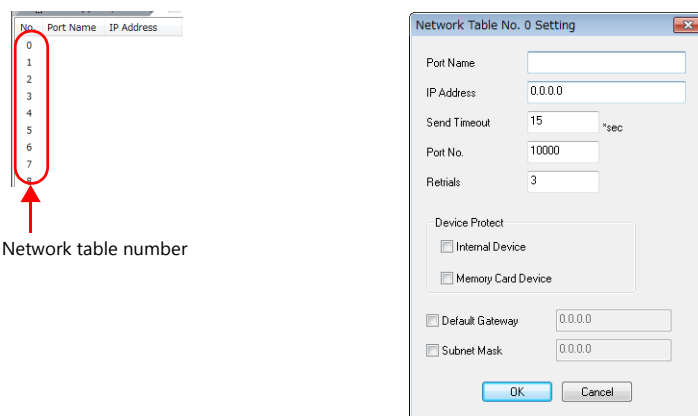 No. Port Name IP Address
0
1
2
3
4
5
6
7
8
Network table number
Network Table No. 0 Setting
Port Name
IP Address 0.0.0.0
Send Timeout 15 *sec
Port No. 10000
Retrials 3
Device Protect
Internal Device
Memory Card Device
Default Gateway 0.0.0.0
Subnet Mask 0.0.0.0
OK Cancel